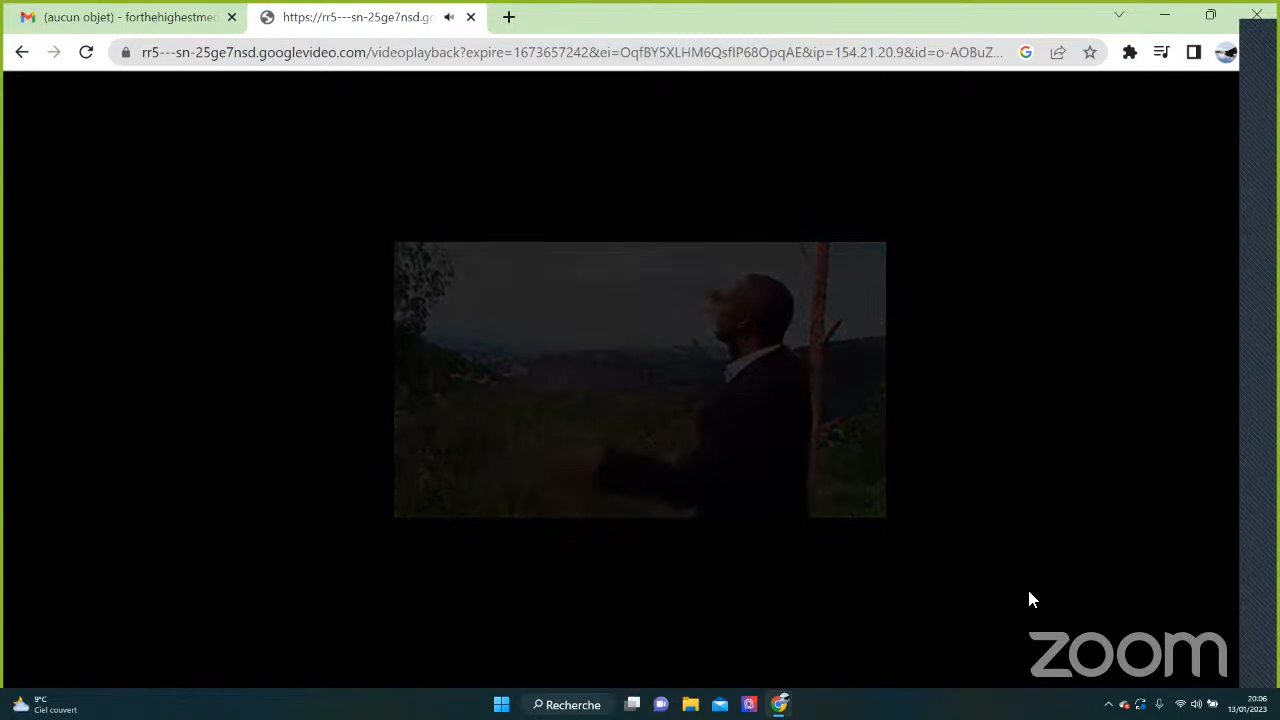 (aucun objet) - forthehighestmed
https://rr5---sn-25ge7nsd.go
rr5---sn-25ge7nsd.googlevideo.com/videoplayback?expire=1673657242&ei=OqfBY5XLHM6QsfIP68OpqAE&ip=154.21.20.9&id=o-AOBuZ...
zoom
9°C
Ciel couvert
Recherche
20:06
13/01/2023